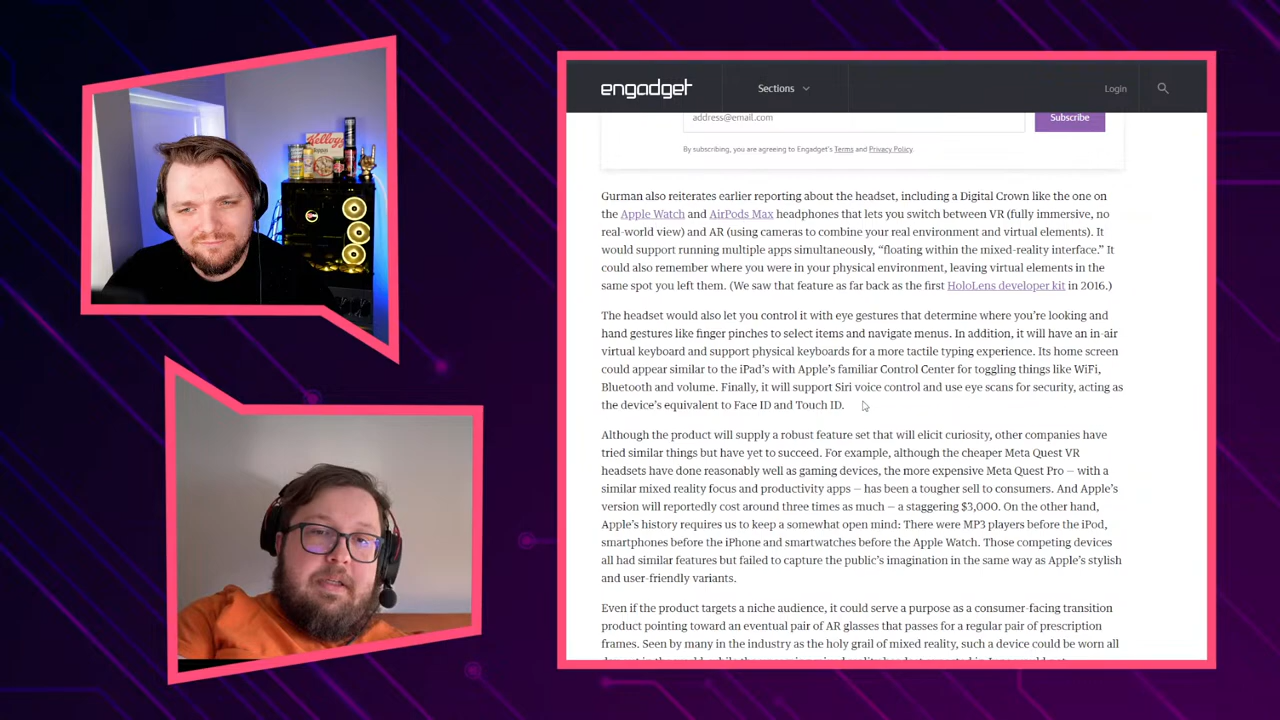 Kellogg's
engadget
Sections
Login
address@email.com
Subscribe
By subscribing, you are agreeing to Engadget's Terms and Privacy Policy.
Gurman also reiterates earlier reporting about the headset, including a Digital Crown like the one on
the Apple Watch and AirPods Max headphones that lets you switch between VR (fully immersive, no
real-world view) and AR (using cameras to combine your real environment and virtual elements). It
would support running multiple apps simultaneously, “floating within the mixed-reality interface.” It
could also remember where you were in your physical environment, leaving virtual elements in the
same spot you left them. (We saw that feature as far back as the first HoloLens developer kit in 2016.)
The headset would also let you control it with eye gestures that determine where you’re looking and
hand gestures like finger pinches to select items and navigate menus. In addition, it will have an in-air
virtual keyboard and support physical keyboards for a more tactile typing experience. Its home screen
could appear similar to the iPad’s with Apple’s familiar Control Center for toggling things like WiFi,
Bluetooth and volume. Finally, it will support Siri voice control and use eye scans for security, acting as
the device’s equivalent to Face ID and Touch ID.
Although the product will supply a robust feature set that will elicit curiosity, other companies have
tried similar things but have yet to succeed. For example, although the cheaper Meta Quest VR
headsets have done reasonably well as gaming devices, the more expensive Meta Quest Pro — with a
similar mixed reality focus and productivity apps — has been a tougher sell to consumers. And Apple’s
version will reportedly cost around three times as much — a staggering $3,000. On the other hand,
Apple’s history requires us to keep a somewhat open mind: There were MP3 players before the iPod,
smartphones before the iPhone and smartwatches before the Apple Watch. Those competing devices
all had similar features but failed to capture the public’s imagination in the same way as Apple’s stylish
and user-friendly variants.
Even if the product targets a niche audience, it could serve a purpose as a consumer-facing transition
product pointing toward an eventual pair of AR glasses that passes for a regular pair of prescription
frames. Seen by many in the industry as the holy grail of mixed reality, such a device could be worn all